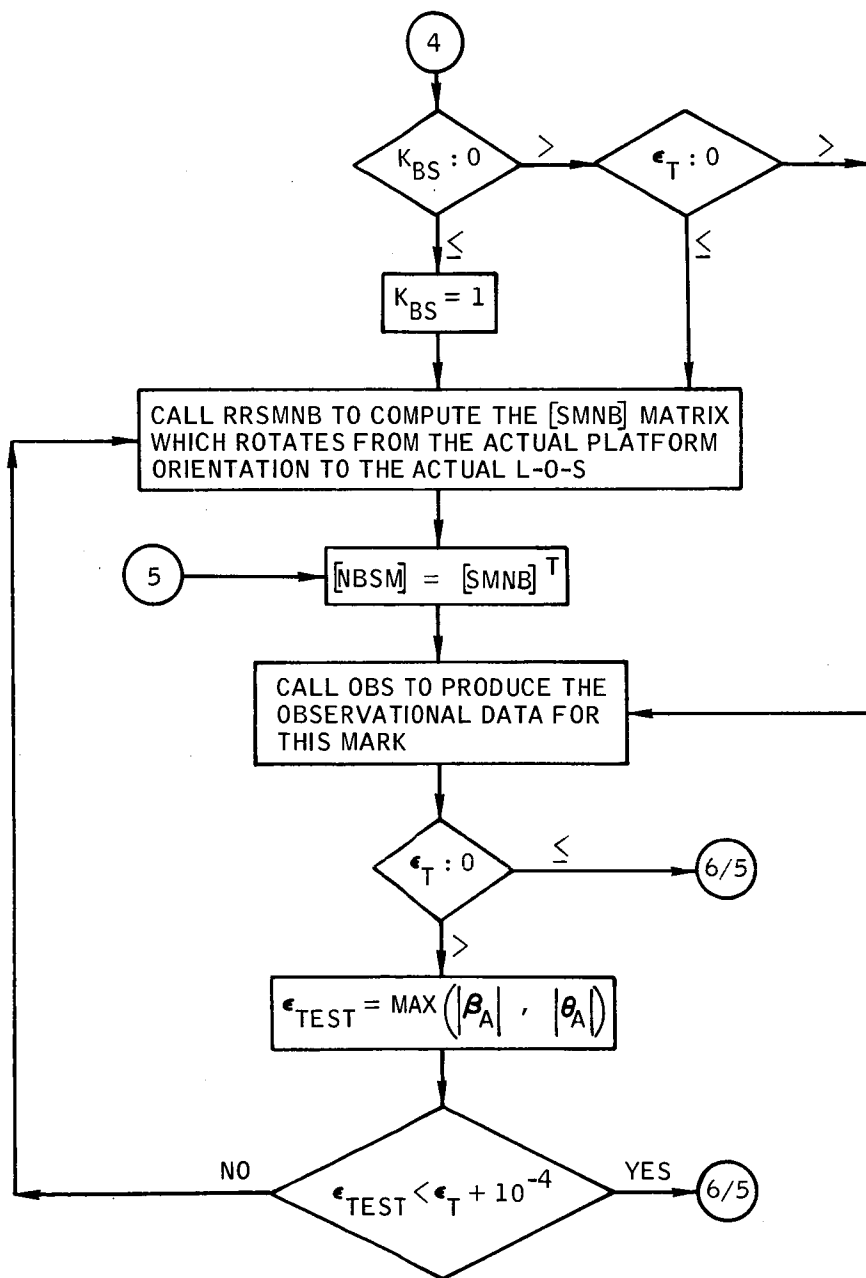 4
K_BS : 0
>
ϵ_T : 0
>
≤
≤
K_BS = 1
CALL RRSMNB TO COMPUTE THE [SMNB] MATRIX
WHICH ROTATES FROM THE ACTUAL PLATFORM
ORIENTATION TO THE ACTUAL L-O-S
5
[NBSM] = [SMNB]^T
CALL OBS TO PRODUCE THE
OBSERVATIONAL DATA FOR
THIS MARK
ϵ_T : 0
≤
6/5
>
ϵ_TEST = MAX (|β_A| , |θ_A|)
NO
ϵ_TEST < ϵ_T + 10^-4
YES
6/5